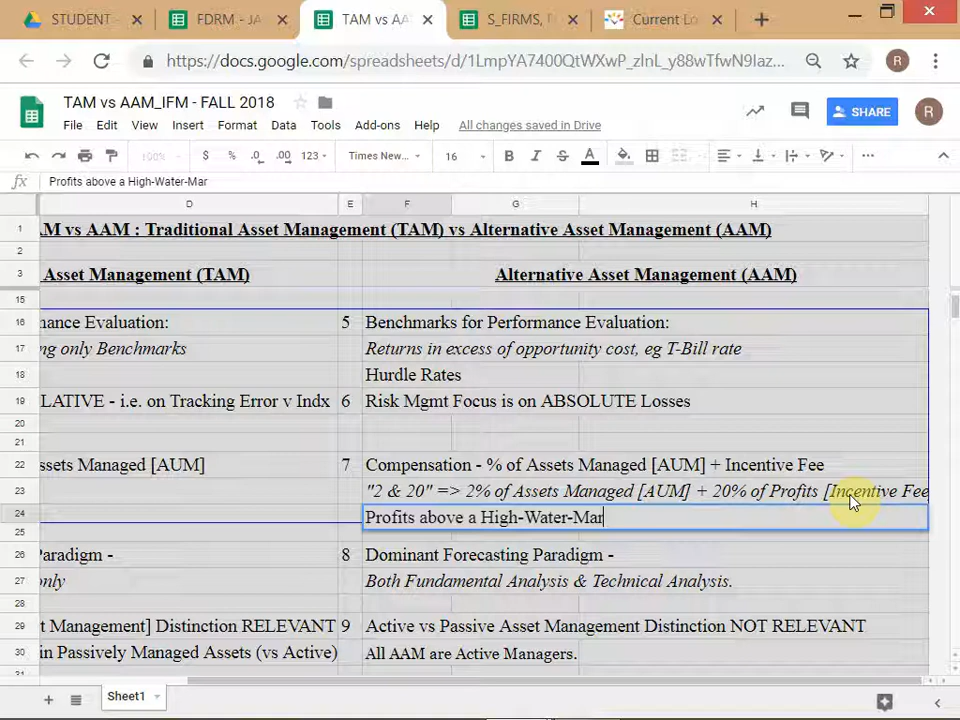 STUDENT -
FDRM - JA
TAM vs AA
S_FIRMS,
Current Lo
https://docs.google.com/spreadsheets/d/1LmpYA7400QtWXwP_zlnL_y88wTfwN9Iaz...
R
TAM vs AAM_IFM - FALL 2018
SHARE
R
File Edit View Insert Format Data Tools Add-ons Help All changes saved in Drive
100% $ % .0 .00 123 Times New... 16 B I S A
fx Profits above a High-Water-Mar
D E F G H
1 AM vs AAM : Traditional Asset Management (TAM) vs Alternative Asset Management (AAM)
2
3 Asset Management (TAM) Alternative Asset Management (AAM)
15
16 nance Evaluation: 5 Benchmarks for Performance Evaluation:
17 ng only Benchmarks Returns in excess of opportunity cost, eg T-Bill rate
18 Hurdle Rates
19 LATIVE - i.e. on Tracking Error v Indx 6 Risk Mgmt Focus is on ABSOLUTE Losses
20
21
22 ssets Managed [AUM] 7 Compensation - % of Assets Managed [AUM] + Incentive Fee
23 "2 & 20" => 2% of Assets Managed [AUM] + 20% of Profits [Incentive Fee
24 Profits above a High-Water-Mar
25
26 Paradigm - 8 Dominant Forecasting Paradigm -
27 only Both Fundamental Analysis & Technical Analysis.
28
29 t Management] Distinction RELEVANT 9 Active vs Passive Asset Management Distinction NOT RELEVANT
30 in Passively Managed Assets (vs Active) All AAM are Active Managers.
31
Sheet1